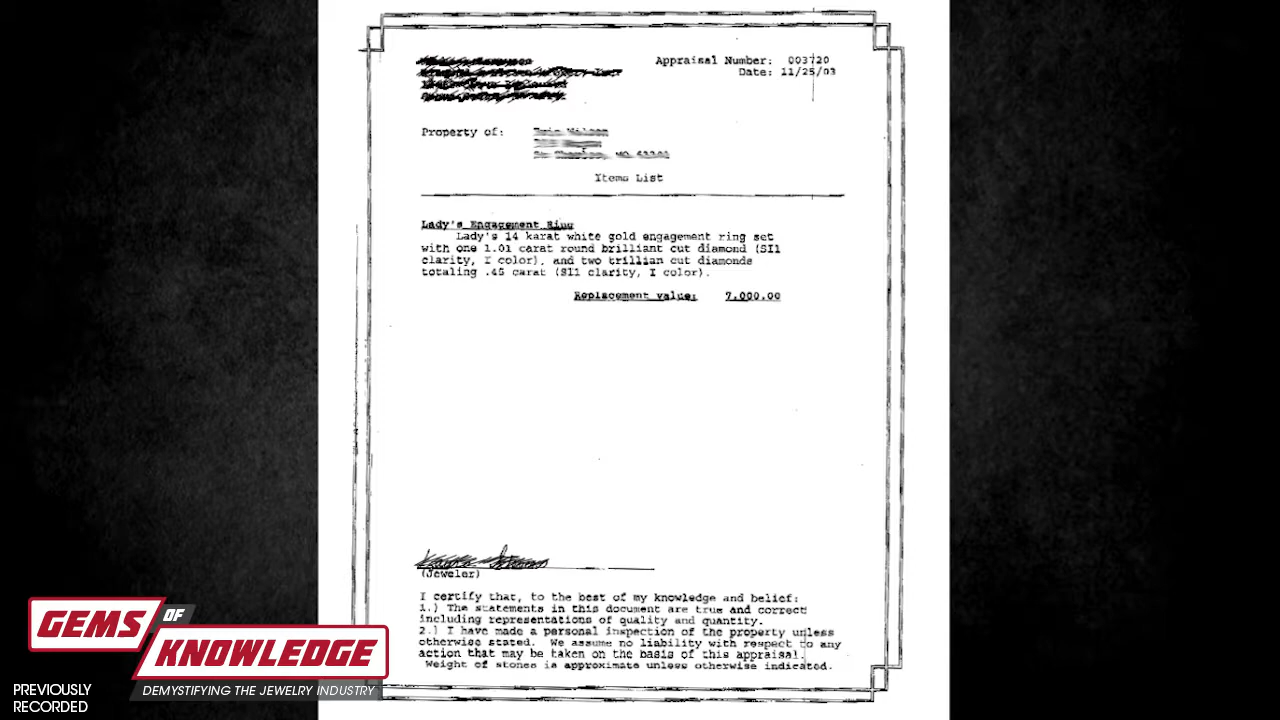 Appraisal Number: 003720
Date: 11/25/03
Property of:
Items List
Lady's Engagement Ring
Lady's 14 karat white gold engagement ring set
with one 1.01 carat round brilliant cut diamond (SI1
clarity, I color), and two trillian cut diamonds
totaling .45 carat (SI1 clarity, I color).
Replacement value: 7,000.00
(Jeweler)
I certify that, to the best of my knowledge and belief:
1.) The statements in this document are true and correct
including representations of quality and quantity.
2.) I have made a personal inspection of the property unless
otherwise stated. We assume no liability with respect to any
action that may be taken on the basis of this appraisal.
Weight of stones is approximate unless otherwise indicated.
GEMS OF
KNOWLEDGE
DEMYSTIFYING THE JEWELRY INDUSTRY
PREVIOUSLY
RECORDED